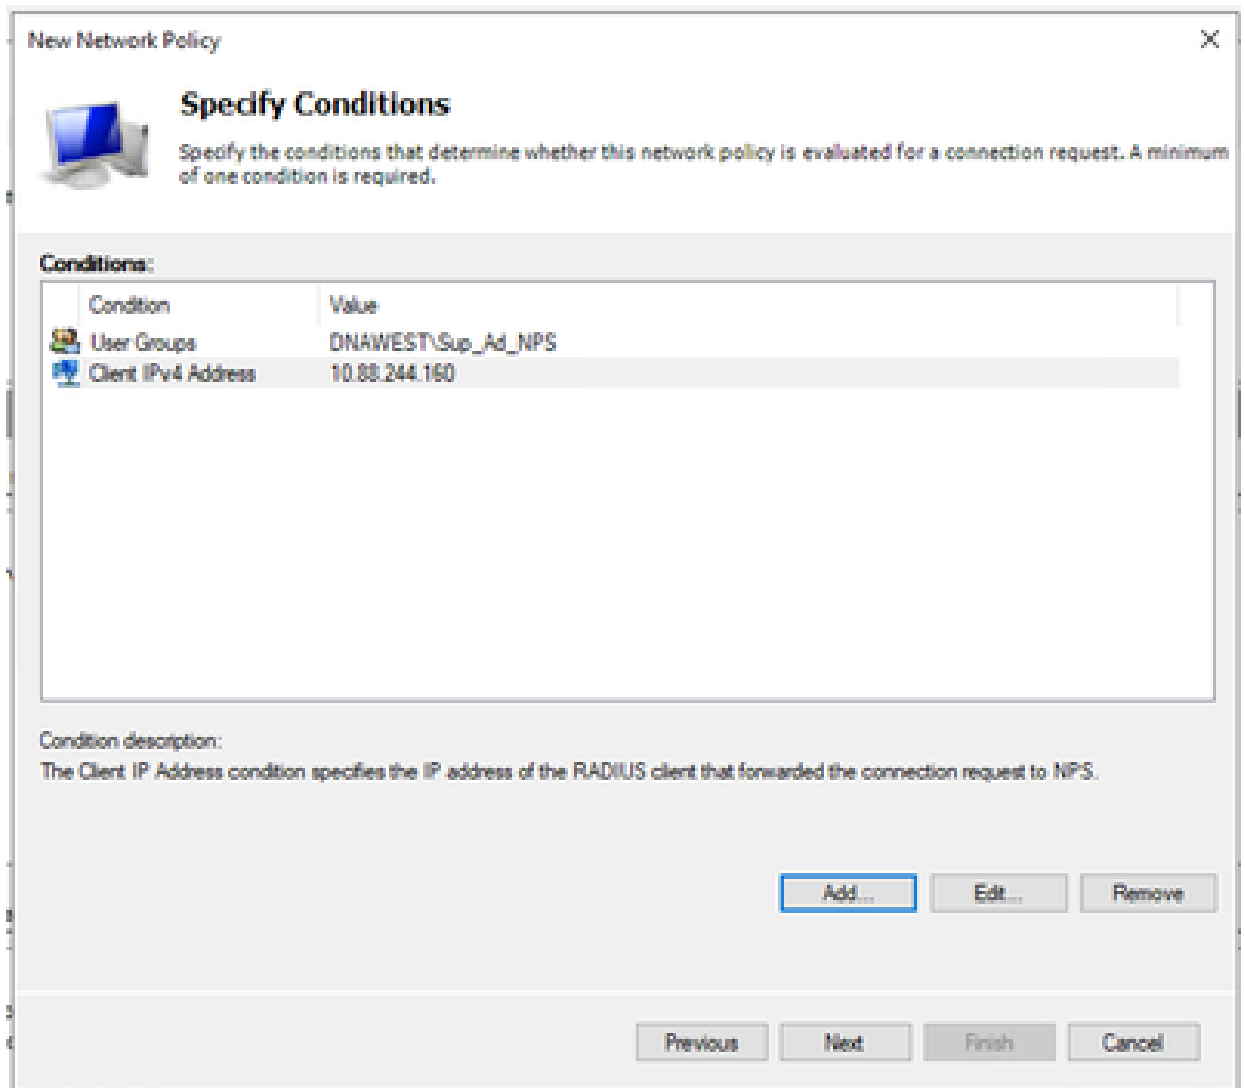 New Network Policy
Specify Conditions
Specify the conditions that determine whether this network policy is evaluated for a connection request. A minimum
of one condition is required.
Conditions:
Condition Value
User Groups DNAWEST\Sup_Ad_NPS
Client IPv4 Address 10.88.244.160
Condition description:
The Client IP Address condition specifies the IP address of the RADIUS client that forwarded the connection request to NPS.
Add... Edit... Remove
Previous Next Finish Cancel